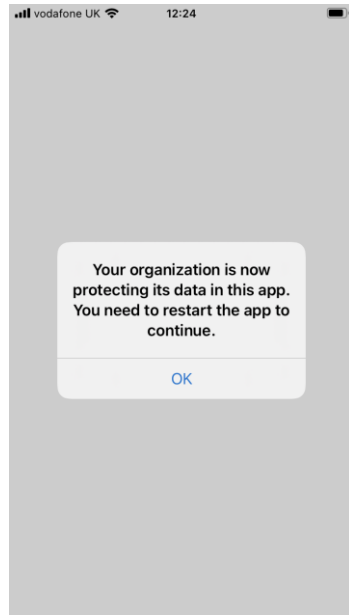 vodafone UK 12:24
Your organization is now
protecting its data in this app.
You need to restart the app to
continue.
OK